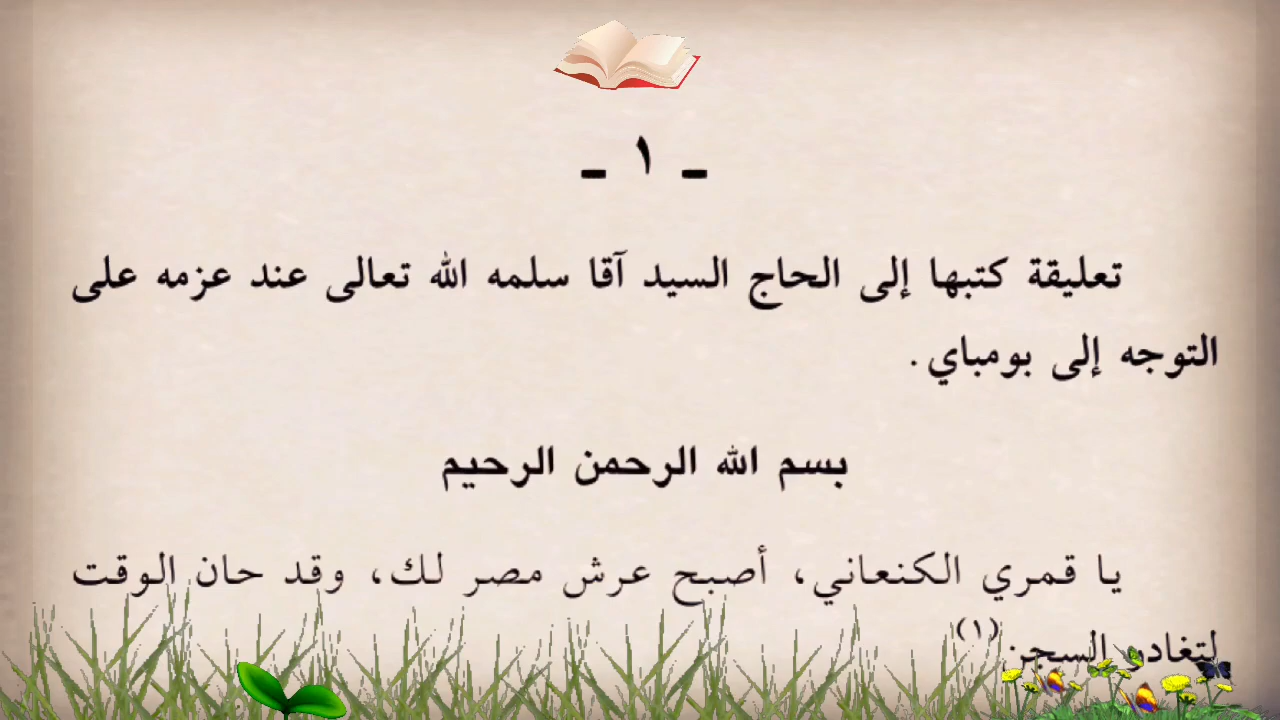 ـ ١ ـ
تعليقة كتبها إلى الحاج السيد آقا سلمه الله تعالى عند عزمه على
التوجه إلى بومباي .
بسم الله الرحمن الرحيم
يا قمري الكنعاني، أصبح عرش مصر لك، وقد حان الوقت
لتغادر السجن(١)